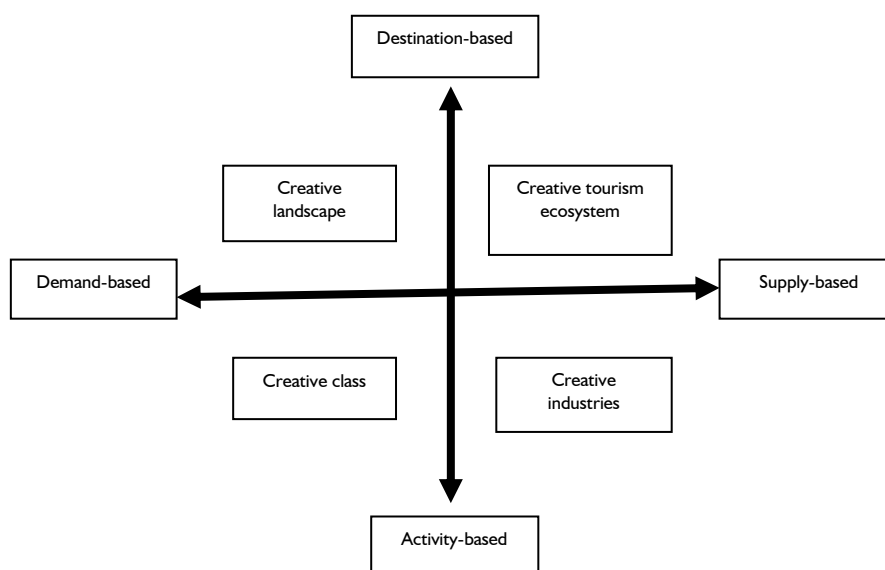 Destination-based
Creative
landscape
Creative tourism
ecosystem
Demand-based
Supply-based
Creative class
Creative
industries
Activity-based